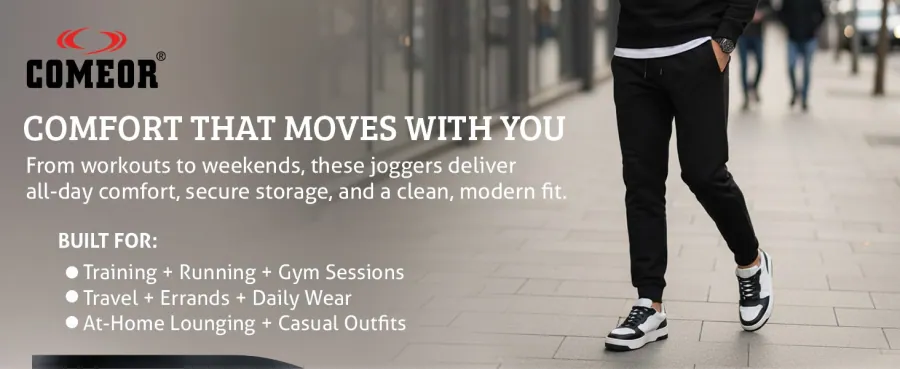 COMEOR®
COMFORT THAT MOVES WITH YOU
From workouts to weekends, these joggers deliver
all-day comfort, secure storage, and a clean, modern fit.
BUILT FOR:
● Training + Running + Gym Sessions
● Travel + Errands + Daily Wear
● At-Home Lounging + Casual Outfits